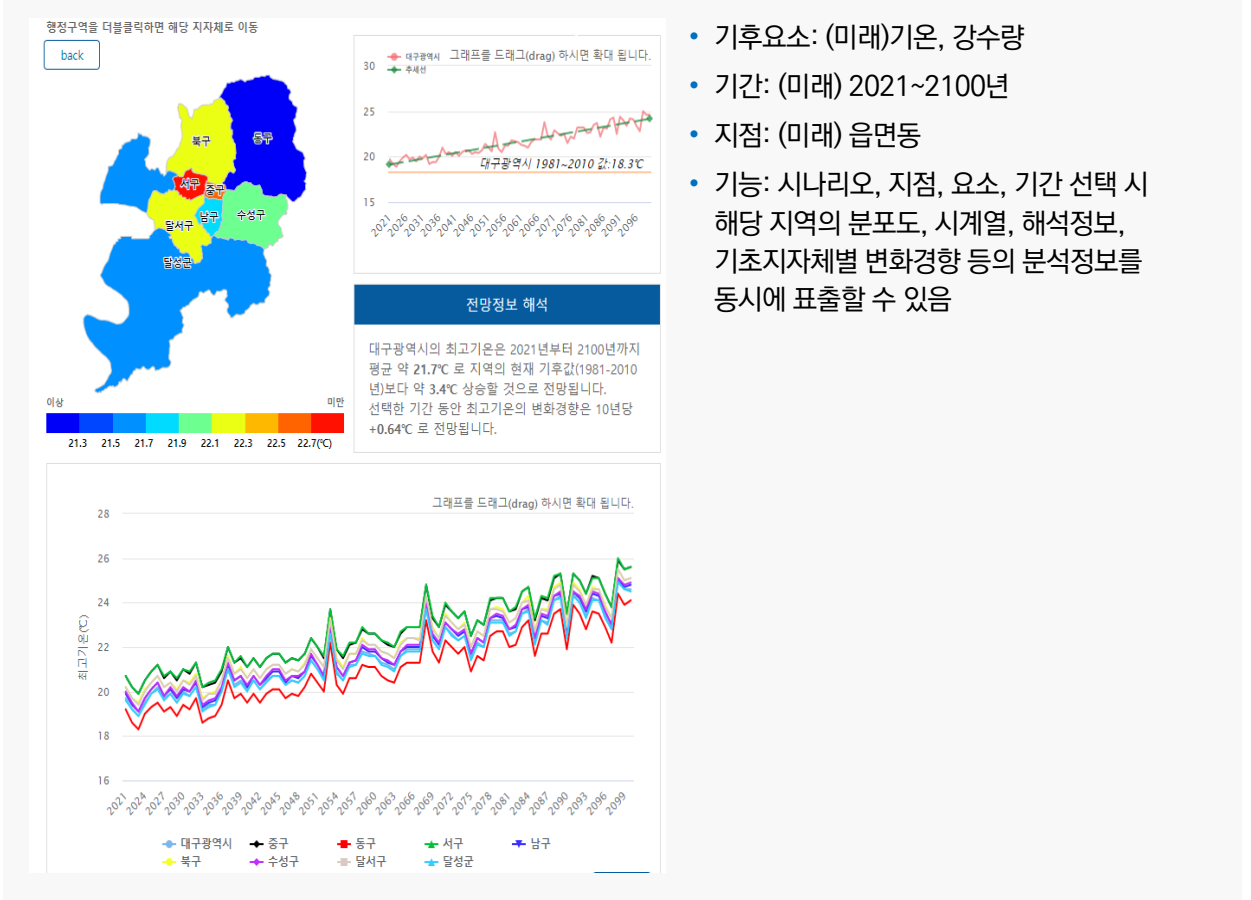 행정구역을 더블클릭하면 해당 지자체로 이동
back
북구
동구
서구
중구
달서구
남구
수성구
달성군
이상
미만
21.3 21.5 21.7 21.9 22.1 22.3 22.5 22.7(℃)
대구광역시
추세선
그래프를 드래그(drag) 하시면 확대 됩니다.
30
25
20
15
대구광역시 1981~2010 값:18.3℃
2021 2026 2031 2036 2041 2046 2051 2056 2061 2066 2071 2076 2081 2086 2091 2096
전망정보 해석
대구광역시의 최고기온은 2021년부터 2100년까지
평균 약 21.7℃ 로 지역의 현재 기후값(1981-2010
년)보다 약 3.4℃ 상승할 것으로 전망됩니다.
선택한 기간 동안 최고기온의 변화경향은 10년당
+0.64℃ 로 전망됩니다.
그래프를 드래그(drag) 하시면 확대 됩니다.
최고기온(℃)
28
26
24
22
20
18
16
2021 2024 2027 2030 2033 2036 2039 2042 2045 2048 2051 2054 2057 2060 2063 2066 2069 2072 2075 2078 2081 2084 2087 2090 2093 2096 2099
대구광역시 중구 동구 서구 남구
북구 수성구 달서구 달성군
• 기후요소: (미래)기온, 강수량
• 기간: (미래) 2021~2100년
• 지점: (미래) 읍면동
• 기능: 시나리오, 지점, 요소, 기간 선택 시
해당 지역의 분포도, 시계열, 해석정보,
기초지자체별 변화경향 등의 분석정보를
동시에 표출할 수 있음